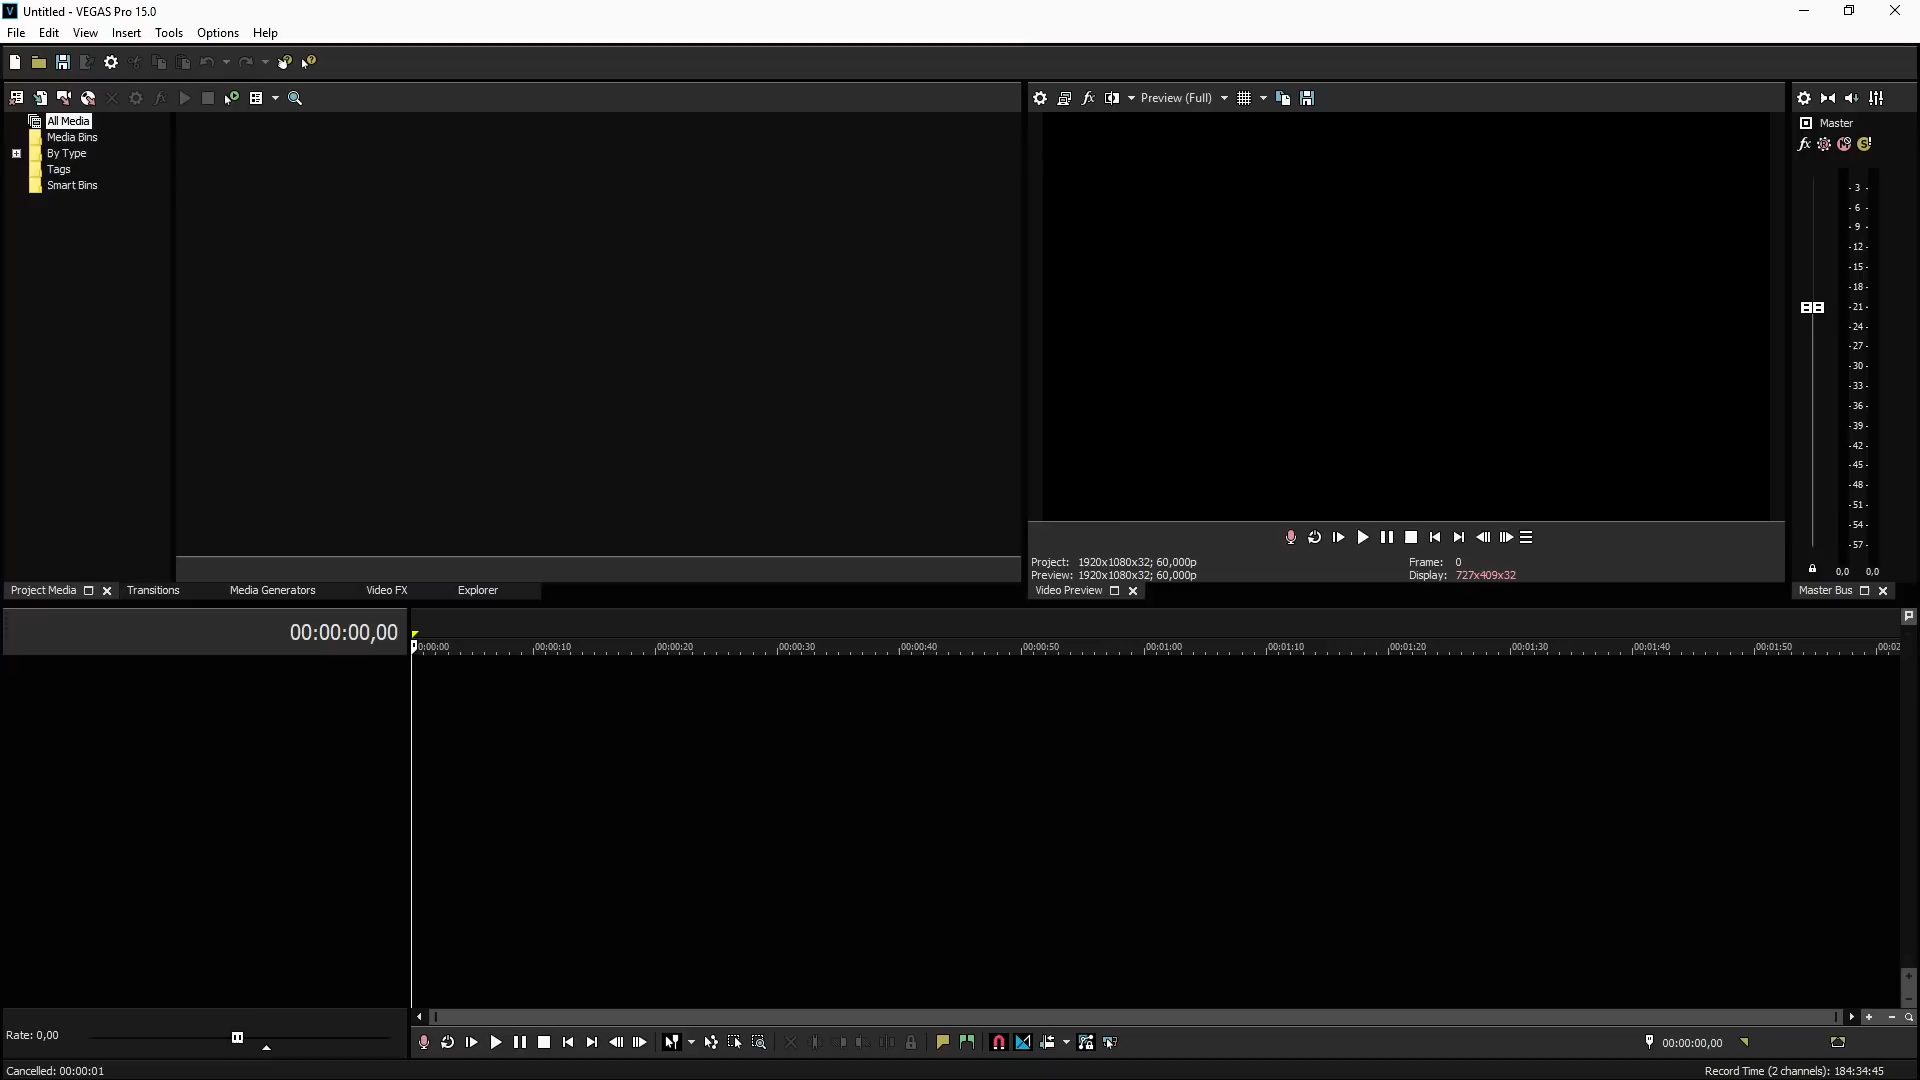 Untitled - VEGAS Pro 15.0
File Edit View Insert Tools Options Help
Preview (Full)
All Media
Media Bins
By Type
Tags
Smart Bins
Master
- 3 -
- 6 -
- 9 -
- 12 -
- 15 -
- 18 -
- 21 -
- 24 -
- 27 -
- 30 -
- 33 -
- 36 -
- 39 -
- 42 -
- 45 -
- 48 -
- 51 -
- 54 -
- 57 -
0,0 0,0
Project: 1920x1080x32; 60,000p Frame: 0
Preview: 1920x1080x32; 60,000p Display: 727x409x32
Project Media Transitions Media Generators Video FX Explorer
Video Preview
Master Bus
00:00:00,00
0:00:00 00:00:10 00:00:20 00:00:30 00:00:40 00:00:50 00:01:00 00:01:10 00:01:20 00:01:30 00:01:40 00:01:50 00:02
Rate: 0,00
00:00:00,00
Cancelled: 00:00:01
Record Time (2 channels): 184:34:45